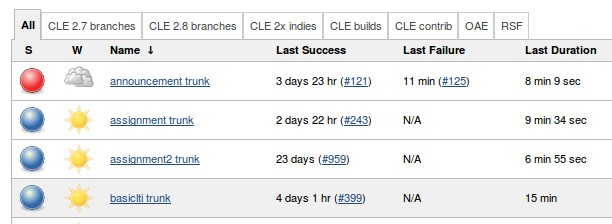 All CLE 2.7 branches CLE 2.8 branches CLE 2x indies CLE builds CLE contrib OAE RSF
S W Name ↓ Last Success Last Failure Last Duration
announcement trunk 3 days 23 hr (#121) 11 min (#125) 8 min 9 sec
assignment trunk 2 days 22 hr (#243) N/A 9 min 34 sec
assignment2 trunk 23 days (#959) N/A 6 min 55 sec
basiclti trunk 4 days 1 hr (#399) N/A 15 min